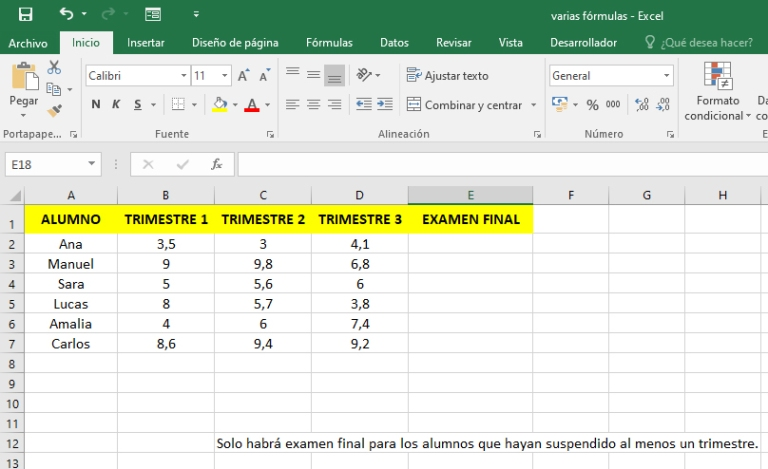 varias fórmulas - Excel
Archivo Inicio Insertar Diseño de página Fórmulas Datos Revisar Vista Desarrollador ¿Qué desea hacer?
Pegar
Calibri 11 A A
N K S A
Ajustar texto
Combinar y centrar
General
% 000
Formato condicional
Portapape... Fuente Alineación Número
E18 fx
A B C D E F G H
1 ALUMNO TRIMESTRE 1 TRIMESTRE 2 TRIMESTRE 3 EXAMEN FINAL
2 Ana 3,5 3 4,1
3 Manuel 9 9,8 6,8
4 Sara 5 5,6 6
5 Lucas 8 5,7 3,8
6 Amalia 4 6 7,4
7 Carlos 8,6 9,4 9,2
8
9
10
11
12 Solo habrá examen final para los alumnos que hayan suspendido al menos un trimestre.
13